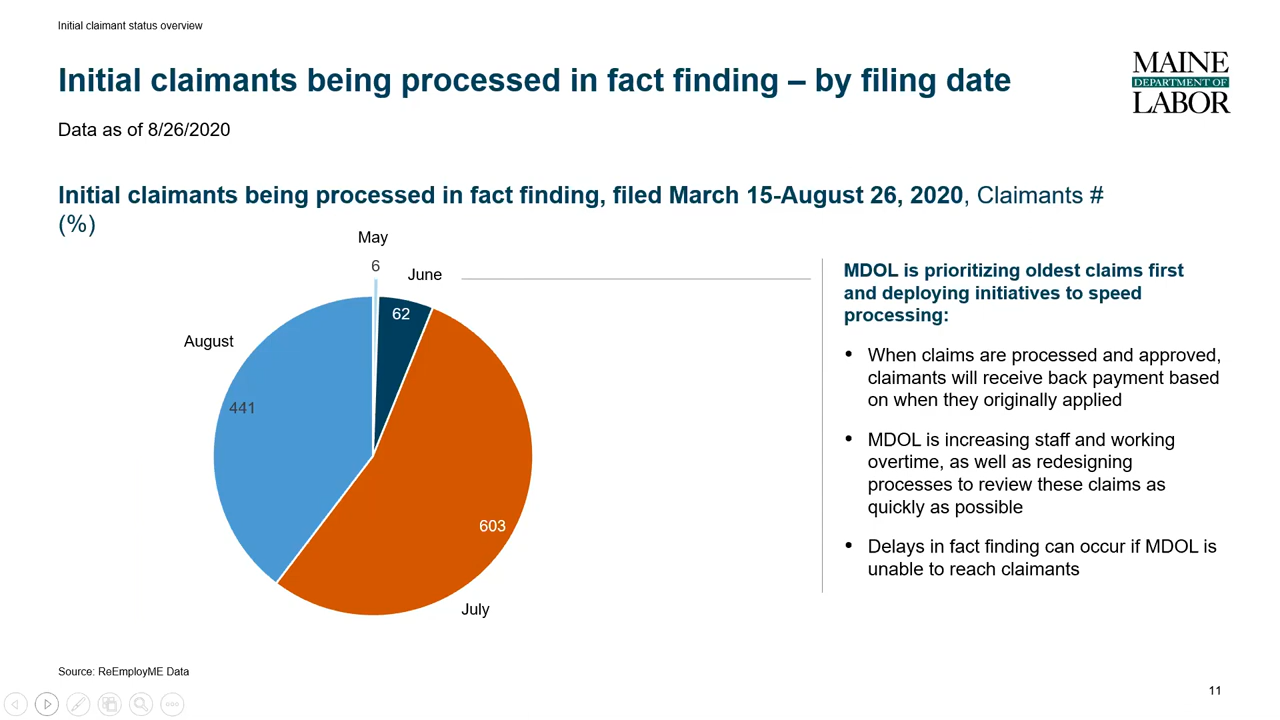 Initial claimant status overview
Initial claimants being processed in fact finding – by filing date
MAINE
DEPARTMENT OF
LABOR
Data as of 8/26/2020
Initial claimants being processed in fact finding, filed March 15-August 26, 2020, Claimants #
(%)
May
6
June
62
August
441
603
July
MDOL is prioritizing oldest claims first
and deploying initiatives to speed
processing:
• When claims are processed and approved,
claimants will receive back payment based
on when they originally applied
• MDOL is increasing staff and working
overtime, as well as redesigning
processes to review these claims as
quickly as possible
• Delays in fact finding can occur if MDOL is
unable to reach claimants
Source: ReEmployME Data
11